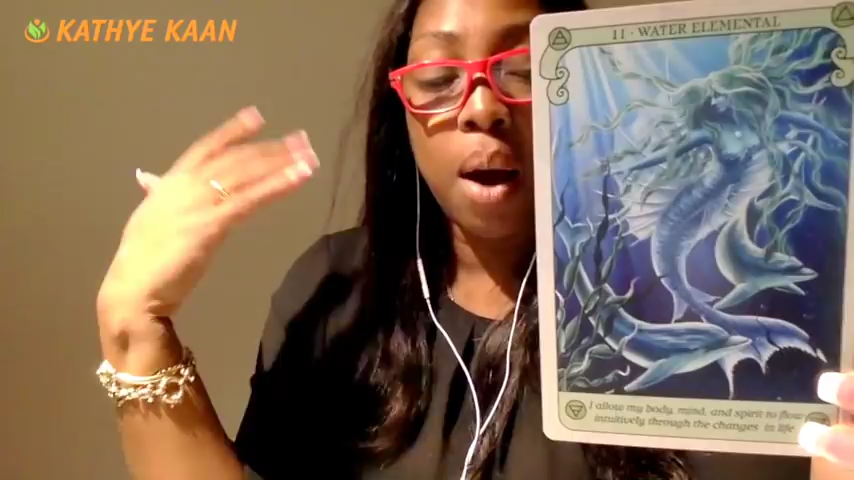 KATHYE KAAN
11 - WATER ELEMENTAL
I allow my body, mind, and spirit to flow
intuitively through the changes in life